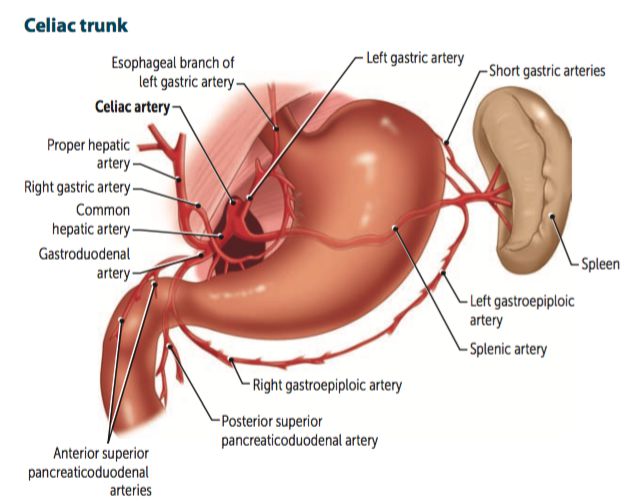 Celiac trunk
Esophageal branch of
left gastric artery
Left gastric artery
Short gastric arteries
Celiac artery
Proper hepatic
artery
Right gastric artery
Common
hepatic artery
Gastroduodenal
artery
Spleen
Left gastroepiploic
artery
Splenic artery
Right gastroepiploic artery
Posterior superior
pancreaticoduodenal artery
Anterior superior
pancreaticoduodenal
arteries